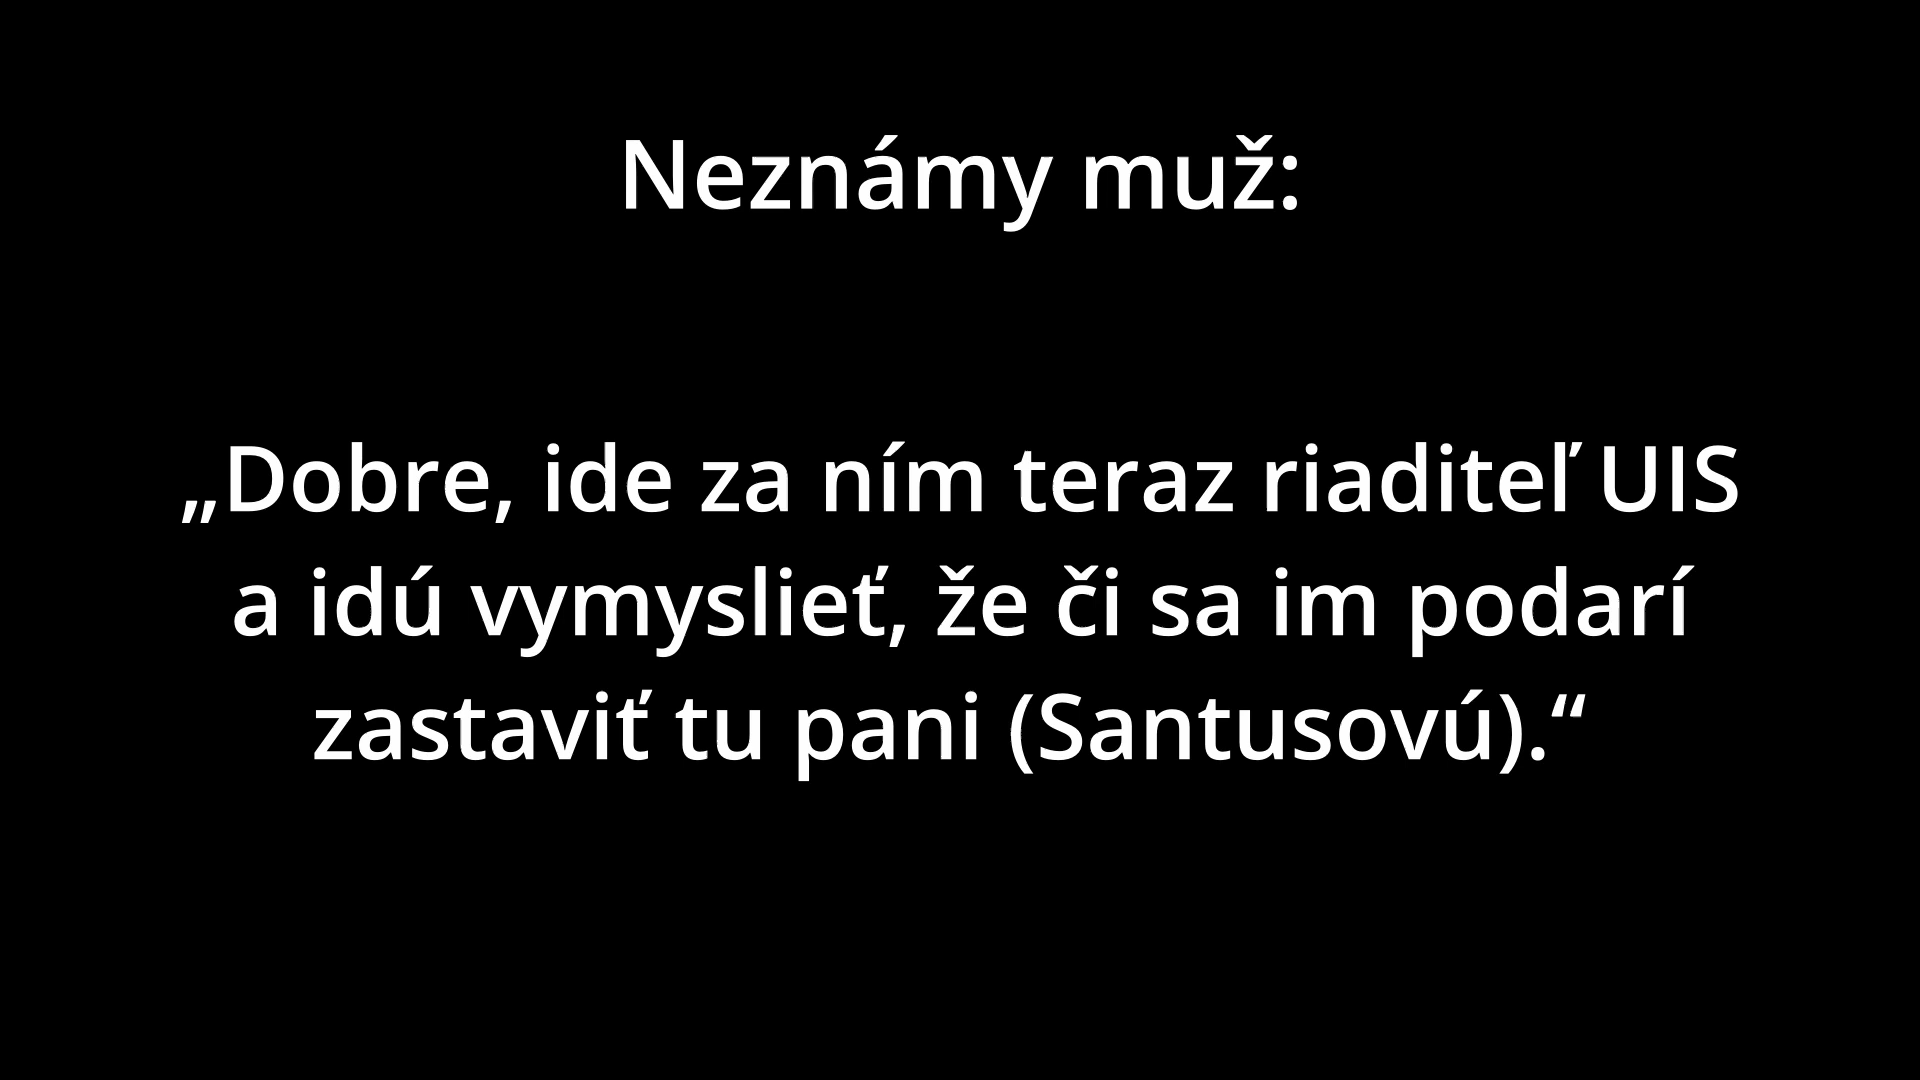 Neznámy muž:
„Dobre, ide za ním teraz riaditeľ UIS
a idú vymyslieť, že či sa im podarí
zastaviť tu pani (Santusovú).“